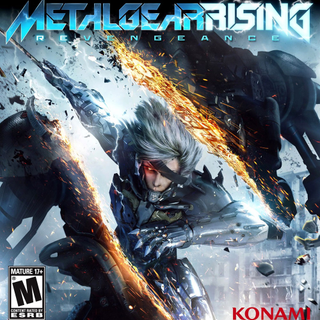 METAL GEAR RISING
REVENGEANCE
MATURE 17+
M
CONTENT RATED BY
ESRB
KONAMI